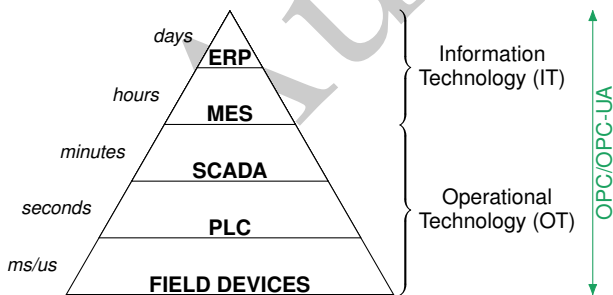 days
ERP
hours
MES
minutes
SCADA
seconds
PLC
ms/us
FIELD DEVICES
Information
Technology (IT)
Operational
Technology (OT)
OPC/OPC-UA